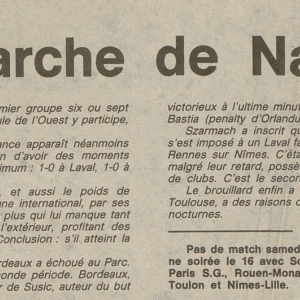 arche de Na
mier groupe six ou sept
ule de l'Ouest y participe,
ance apparaît néanmoins
n d'avoir des moments
imum : 1-0 à Laval, 1-0 à
, et aussi le poids de
une international, par ses
plus qui lui manque tant
l'extérieur, profitant des
Conclusion : s'il atteint la
rdeaux a échoué au Parc.
onde période. Bordeaux,
r de Susic, auteur du but
victorieux à l'ultime minut
Bastia (penalty d'Orlandu
Szarmach a inscrit q
s'est imposé à un Laval fa
Rennes sur Nîmes. C'éta
malgré leur retard, possè
de clubs. C'est le second
Le brouillard enfin a
Toulouse, a des raisons d
nocturnes.
Pas de match samed
ne soirée le 16 avec So
Paris S.G., Rouen-Mona
Toulon et Nîmes-Lille.